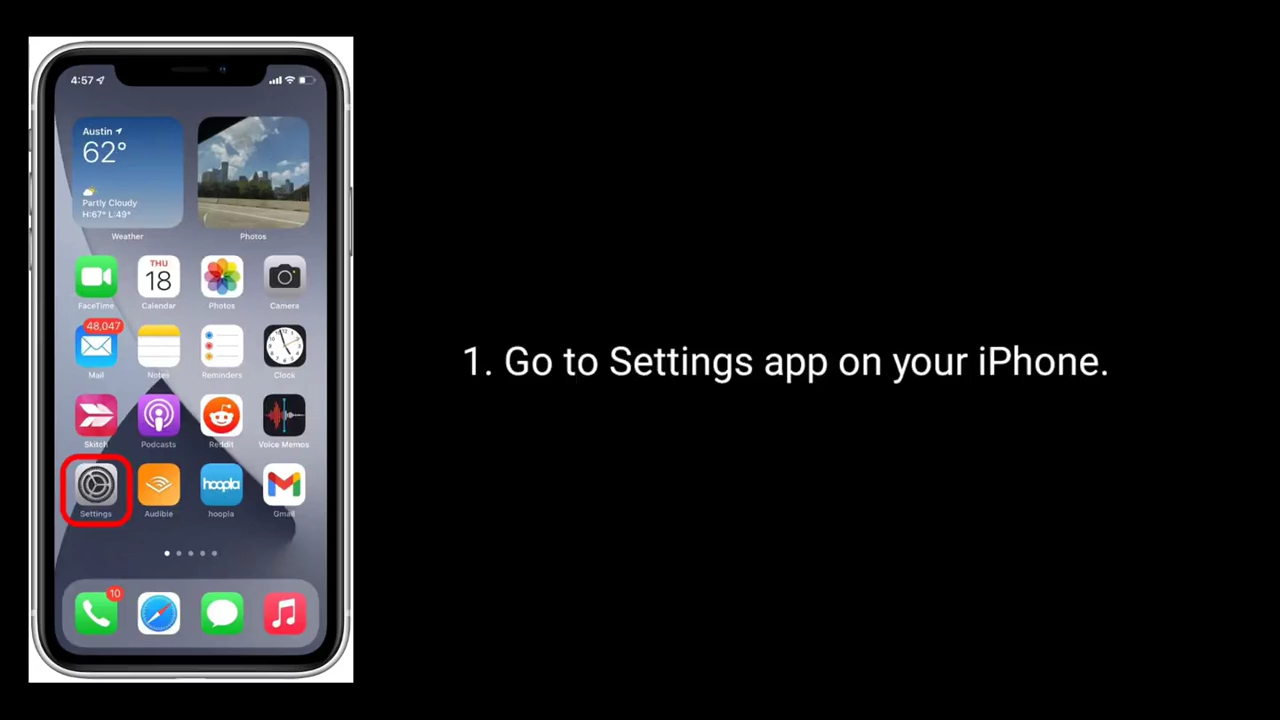 4:57
Austin
62°
Partly Cloudy
H:67° L:49°
Weather
Photos
THU
18
FaceTime
Calendar
Photos
Camera
48,047
Mail
Notes
Reminders
Clock
Skitch
Podcasts
Reddit
Voice Memos
hoopla
Settings
Audible
hoopla
Gmail
10
1. Go to Settings app on your iPhone.